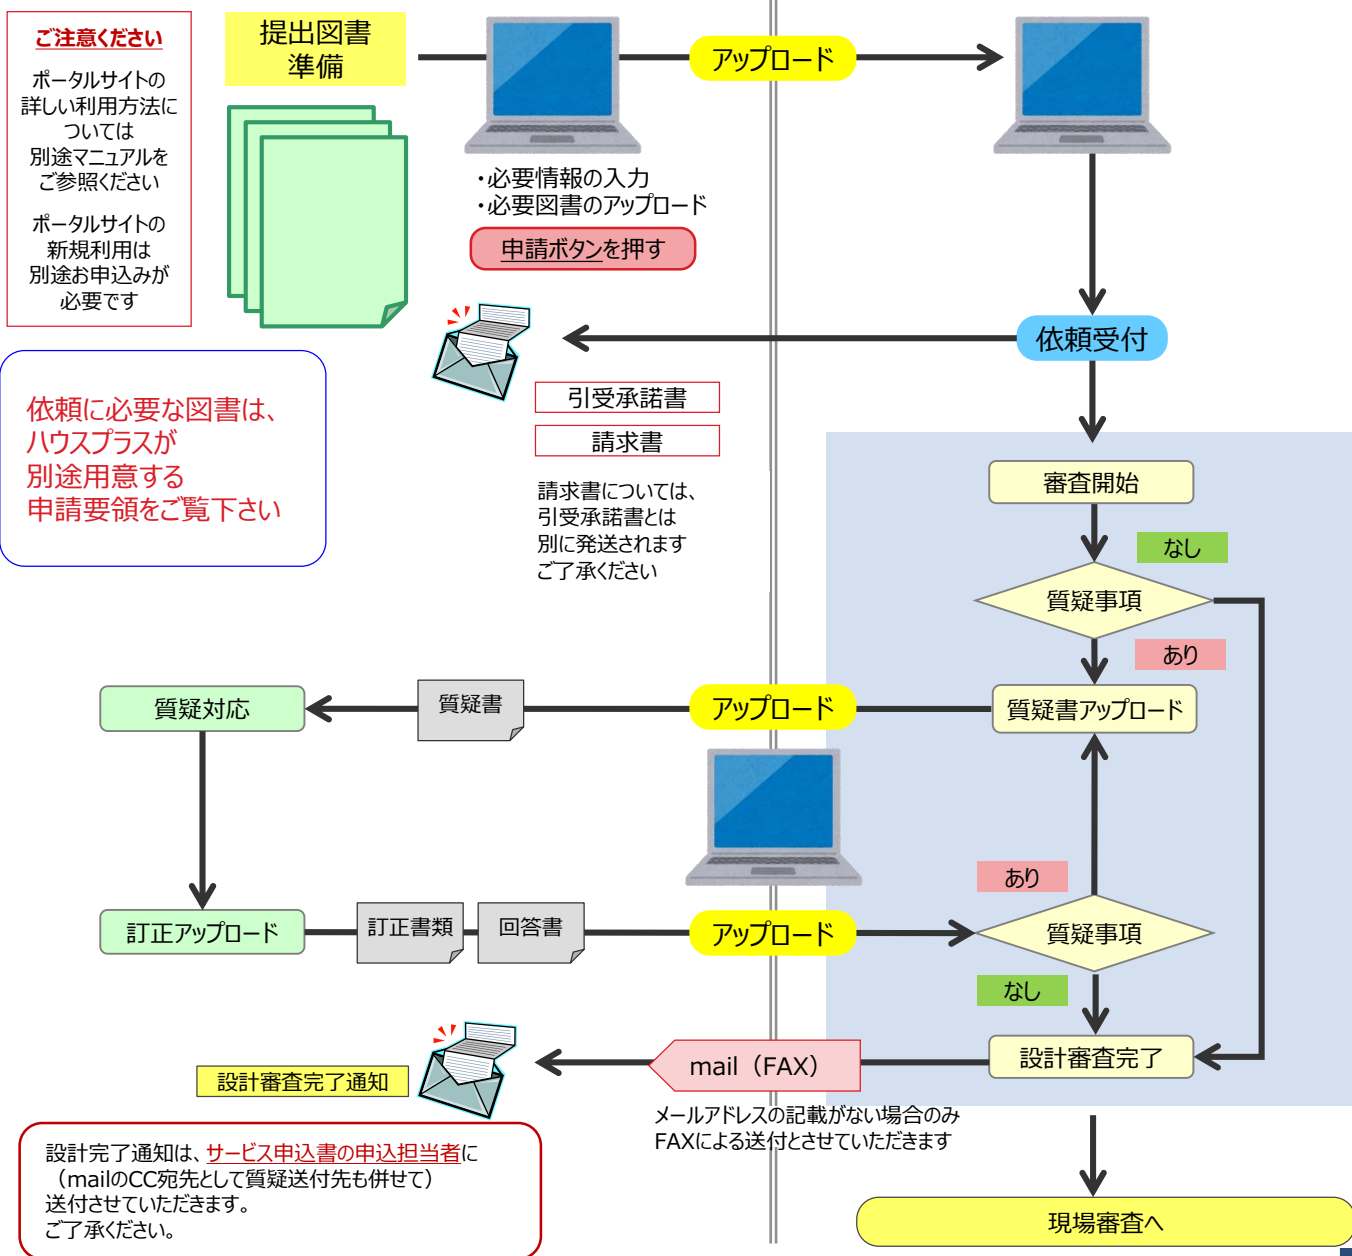 ご注意ください
ポータルサイトの
詳しい利用方法に
ついては
別途マニュアルを
ご参照ください
ポータルサイトの
新規利用は
別途お申込みが
必要です
提出図書
準備
アップロード
・必要情報の入力
・必要図書のアップロード
申請ボタンを押す
依頼受付
依頼に必要な図書は、
ハウスプラスが
別途用意する
申請要領をご覧下さい
引受承諾書
請求書
請求書については、
引受承諾書とは
別に発送されます
ご了承ください
審査開始
なし
質疑事項
あり
質疑対応
質疑書
アップロード
質疑書アップロード
あり
訂正アップロード
訂正書類
回答書
アップロード
質疑事項
なし
設計審査完了通知
mail（FAX）
設計審査完了
メールアドレスの記載がない場合のみ
FAXによる送付とさせていただきます
設計完了通知は、サービス申込書の申込担当者に
（mailのCC宛先として質疑送付先も併せて）
送付させていただきます。
ご了承ください。
現場審査へ